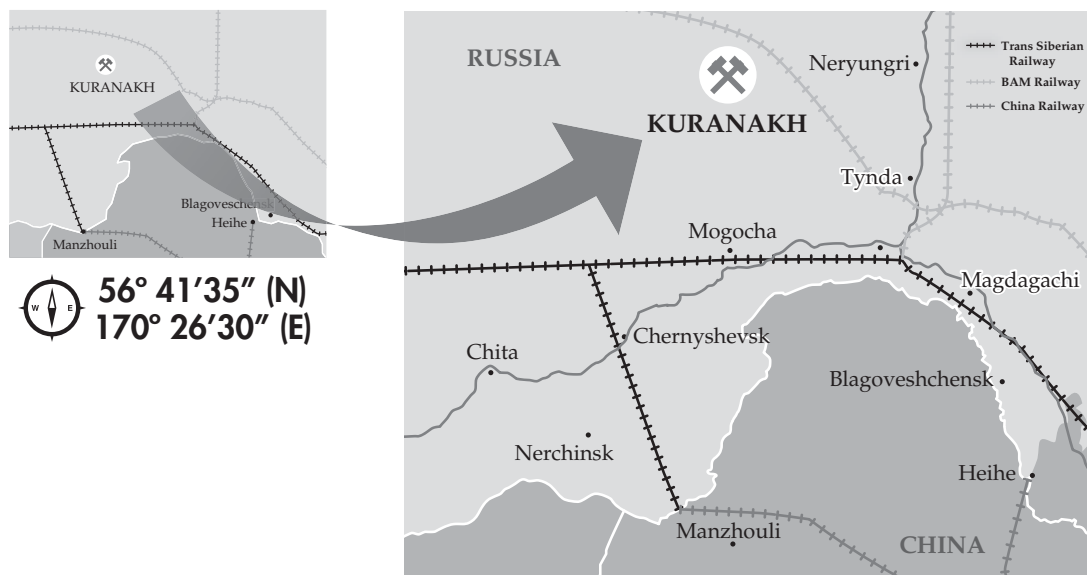 KURANAKH
Blagoveschensk
Heihe
Manzhouli
W E
56° 41’35” (N)
170° 26’30” (E)
RUSSIA
Neryungri
Trans Siberian
Railway
BAM Railway
China Railway
KURANAKH
Tynda
Mogocha
Magdagachi
Chernyshevsk
Chita
Blagoveshchensk
Nerchinsk
Heihe
Manzhouli
CHINA